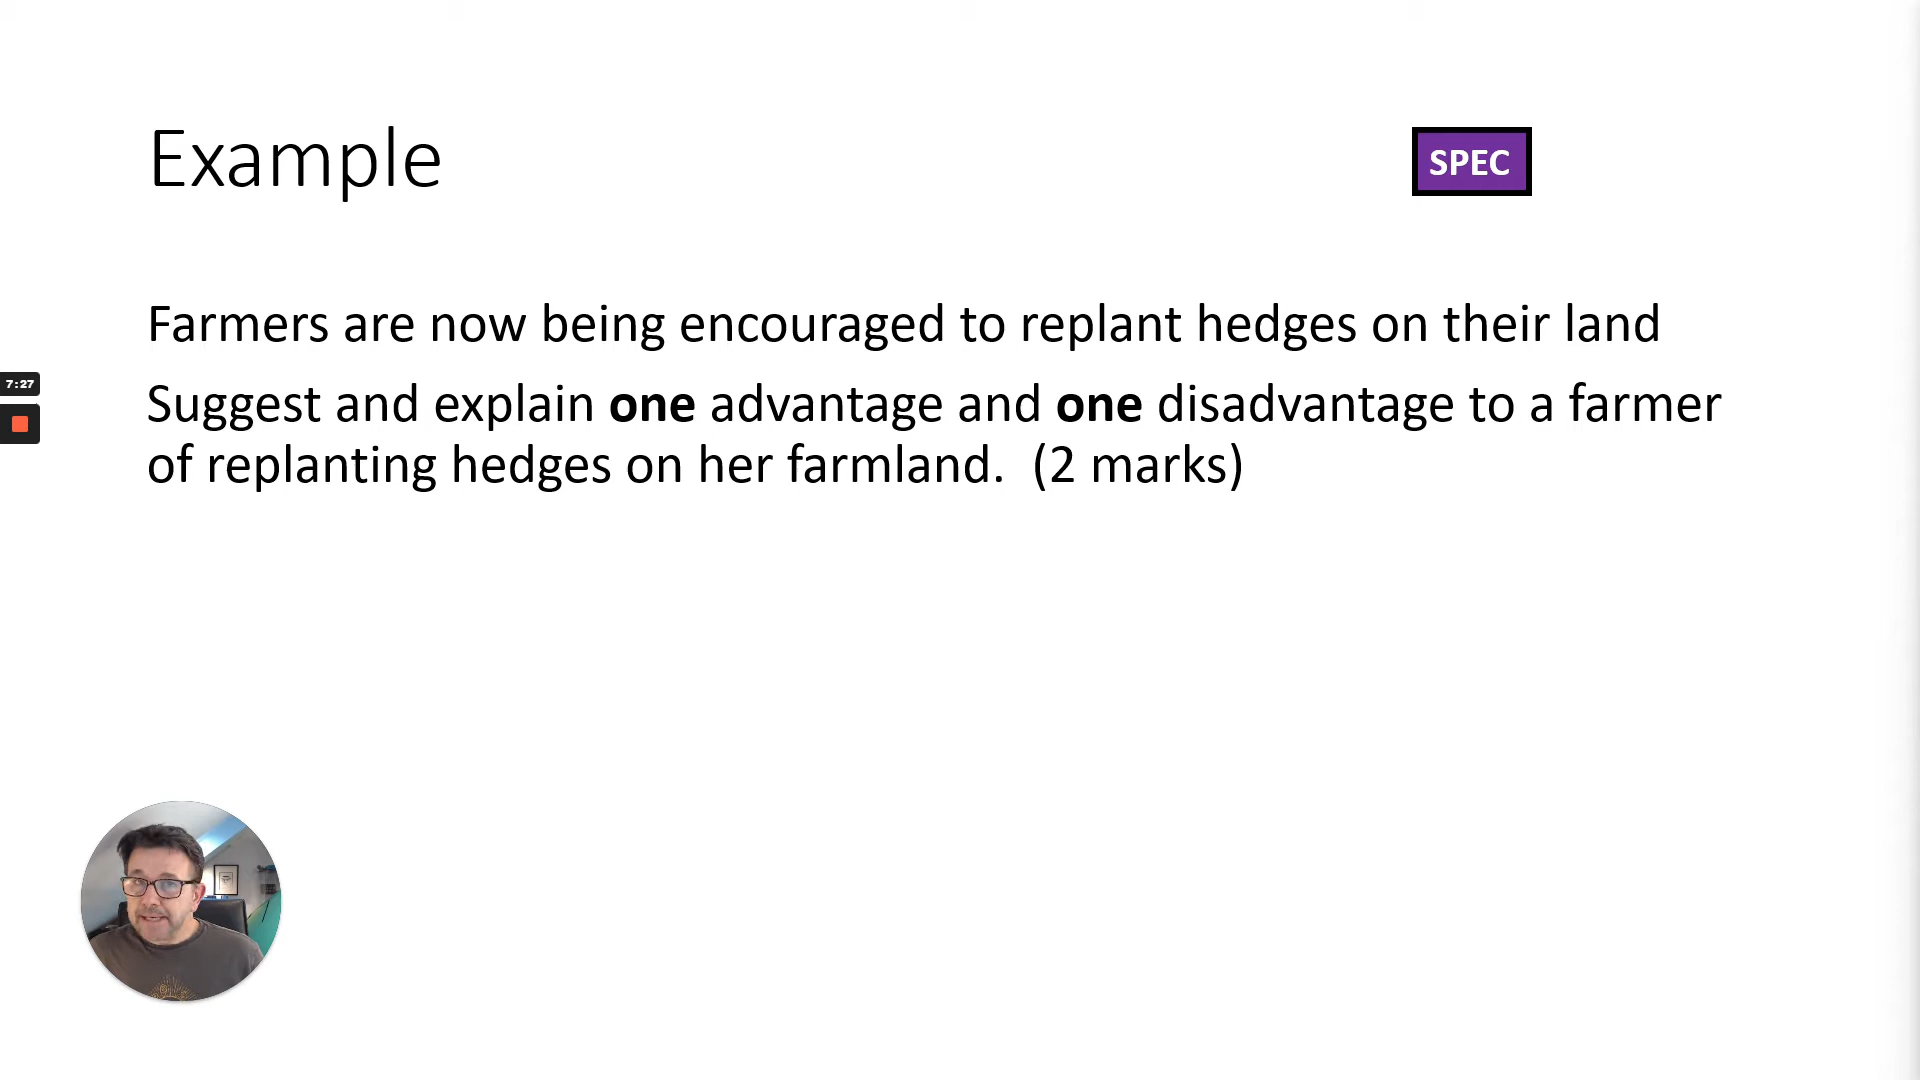 Example
SPEC
Farmers are now being encouraged to replant hedges on their land
7:27
Suggest and explain one advantage and one disadvantage to a farmer
of replanting hedges on her farmland.  (2 marks)